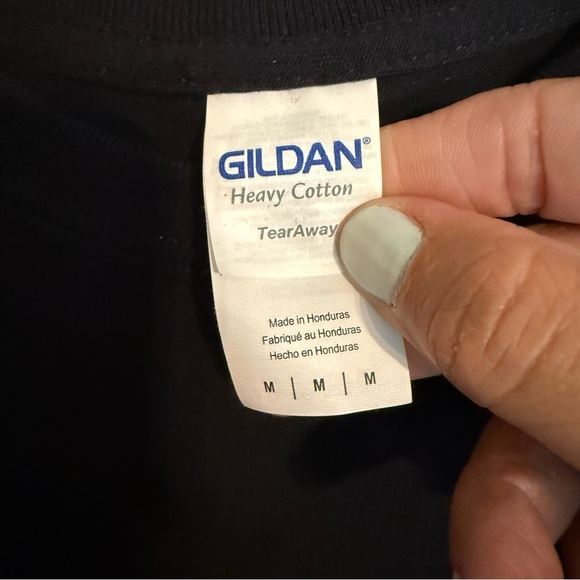 GILDAN®
Heavy Cotton
TearAway
Made in Honduras
Fabriqué au Honduras
Hecho en Honduras
M | M | M